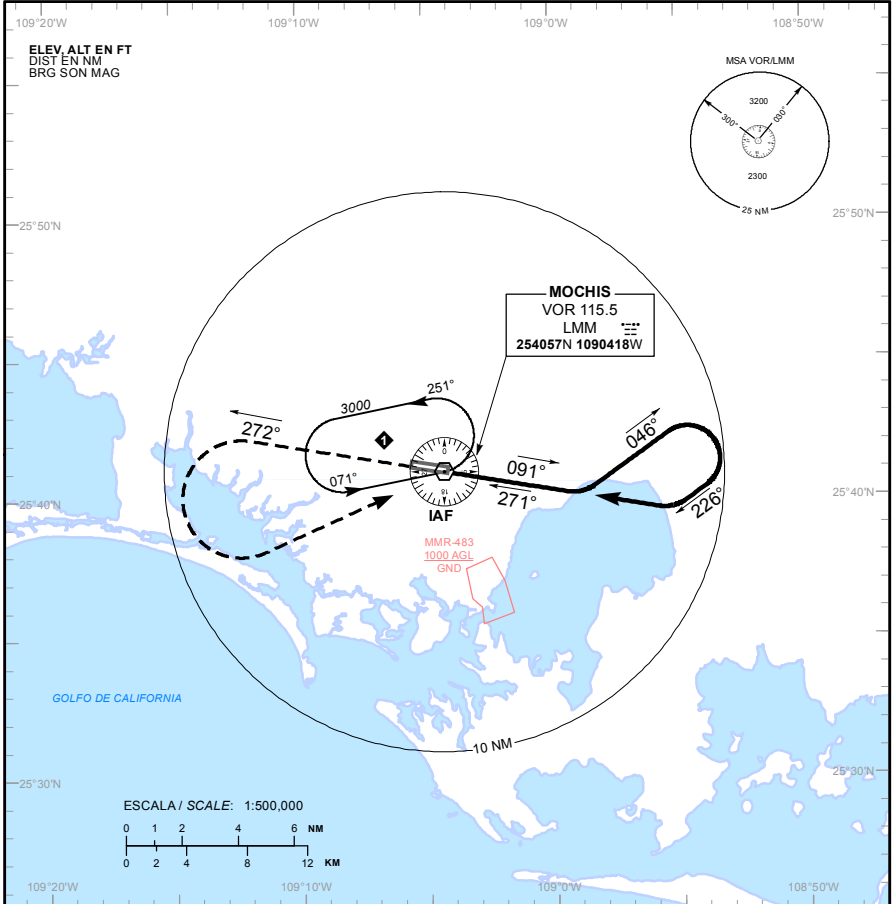 109°20'W
109°10'W
109°0'W
108°50'W
ELEV, ALT EN FT
DIST EN NM
BRG SON MAG
MSA VOR/LMM
3200
300°
030°
2300
25 NM
25°50'N
25°50'N
MOCHIS
VOR 115.5
LMM
254057N 1090418W
251°
3000
272°
1
046°
091°
071°
271°
226°
0
18
IAF
25°40'N
25°40'N
MMR-483
1000 AGL
GND
GOLFO DE CALIFORNIA
10 NM
25°30'N
25°30'N
ESCALA / SCALE: 1:500,000
0 1 2 4 6 NM
0 2 4 8 12 KM
109°20'W
109°10'W
109°0'W
108°50'W